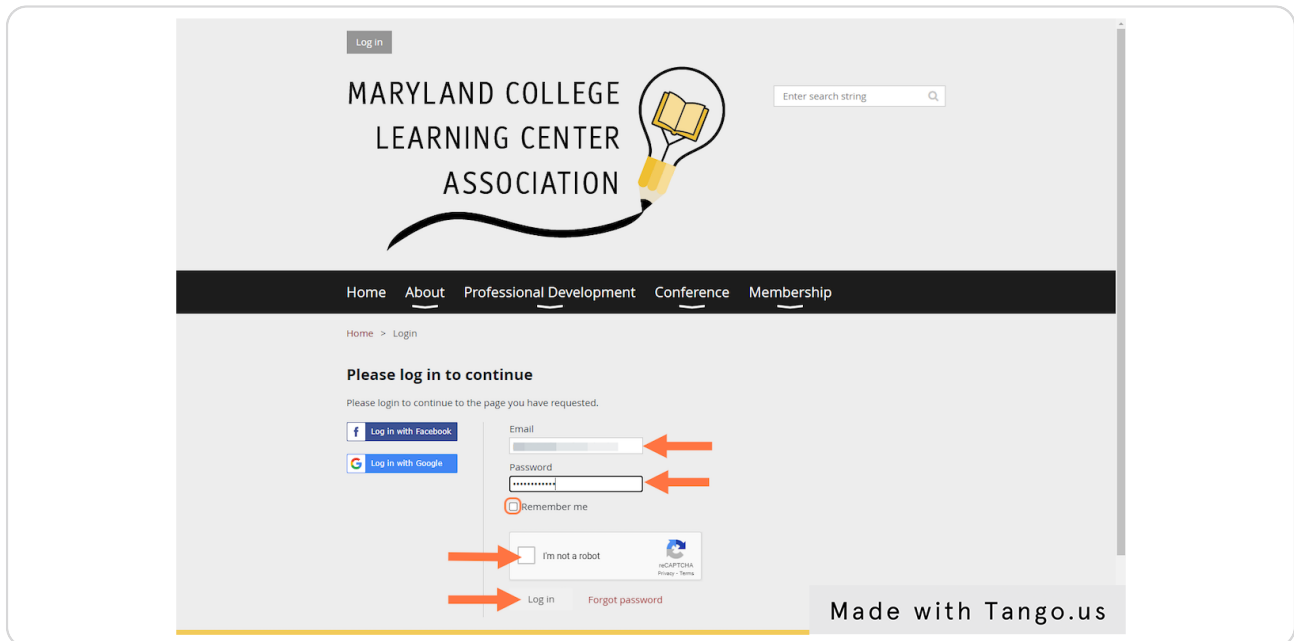 Log in
MARYLAND COLLEGE
LEARNING CENTER
ASSOCIATION
Enter search string
Home About Professional Development Conference Membership
Home > Login
Please log in to continue
Please login to continue to the page you have requested.
f Log in with Facebook
G Log in with Google
Email
Password
Remember me
I'm not a robot
reCAPTCHA
Privacy - Terms
Log in Forgot password
Made with Tango.us